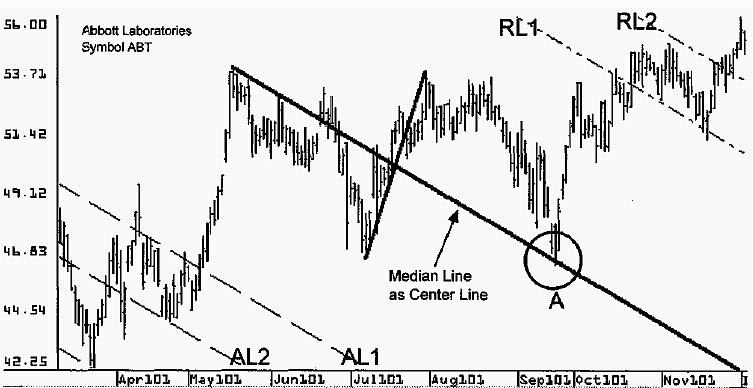 56.00
Abbott Laboratories
Symbol ABT
RL1
RL2
53.71
51.42
49.12
46.83
Median Line
as Center Line
A
44.54
42.25
AL2
AL1
Apr101
May101
Jun101
Jul101
Aug101
Sep101
Oct101
Nov101